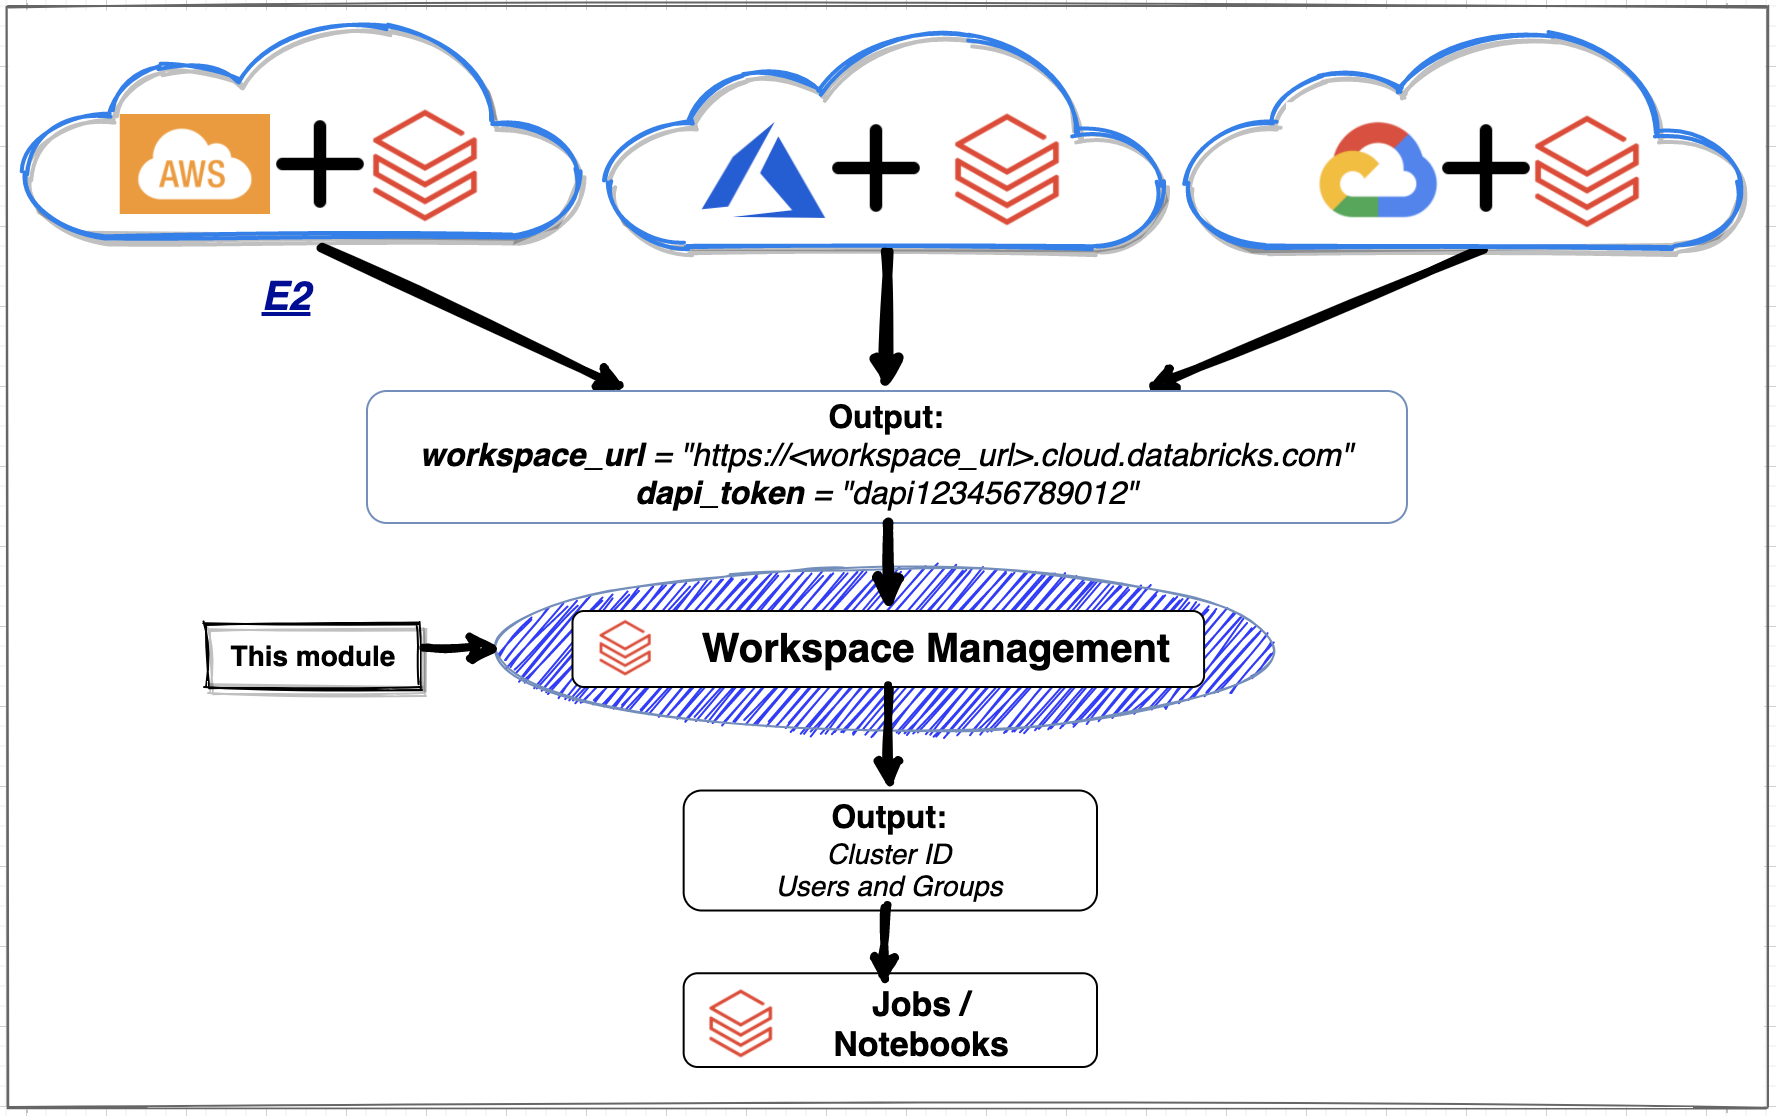 AWS
E2
Output:
workspace_url = "https://<workspace_url>.cloud.databricks.com"
dapi_token = "dapi123456789012"
This module
Workspace Management
Output:
Cluster ID
Users and Groups
Jobs /
Notebooks